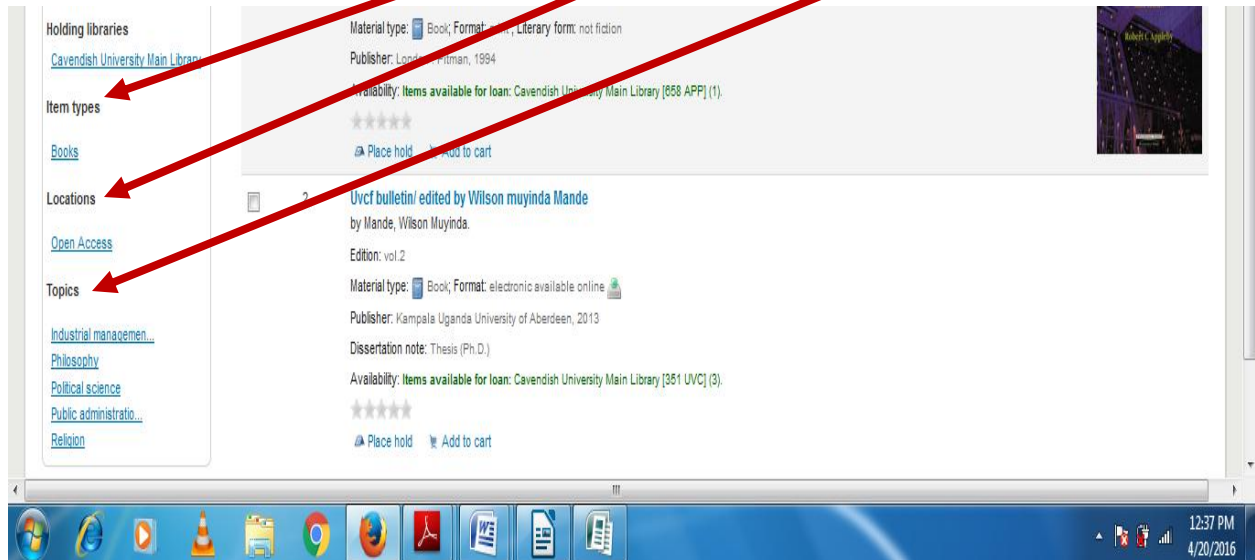 Holding libraries
Cavendish University Main Library
Item types
Books
Locations
Open Access
Topics
Industrial managemen...
Philosophy
Political science
Public administratio...
Religion
Material type: Book; Format: print ; Literary form: not fiction
Publisher: London Pitman, 1994
Availability: Items available for loan: Cavendish University Main Library [658 APP] (1).
Place hold Add to cart
Robert C Appleby
2
Uvcf bulletin/ edited by Wilson muyinda Mande
by Mande, Wilson Muyinda.
Edition: vol.2
Material type: Book; Format: electronic available online
Publisher: Kampala Uganda University of Aberdeen, 2013
Dissertation note: Thesis (Ph.D.)
Availability: Items available for loan: Cavendish University Main Library [351 UVC] (3).
Place hold Add to cart
12:37 PM
4/20/2016